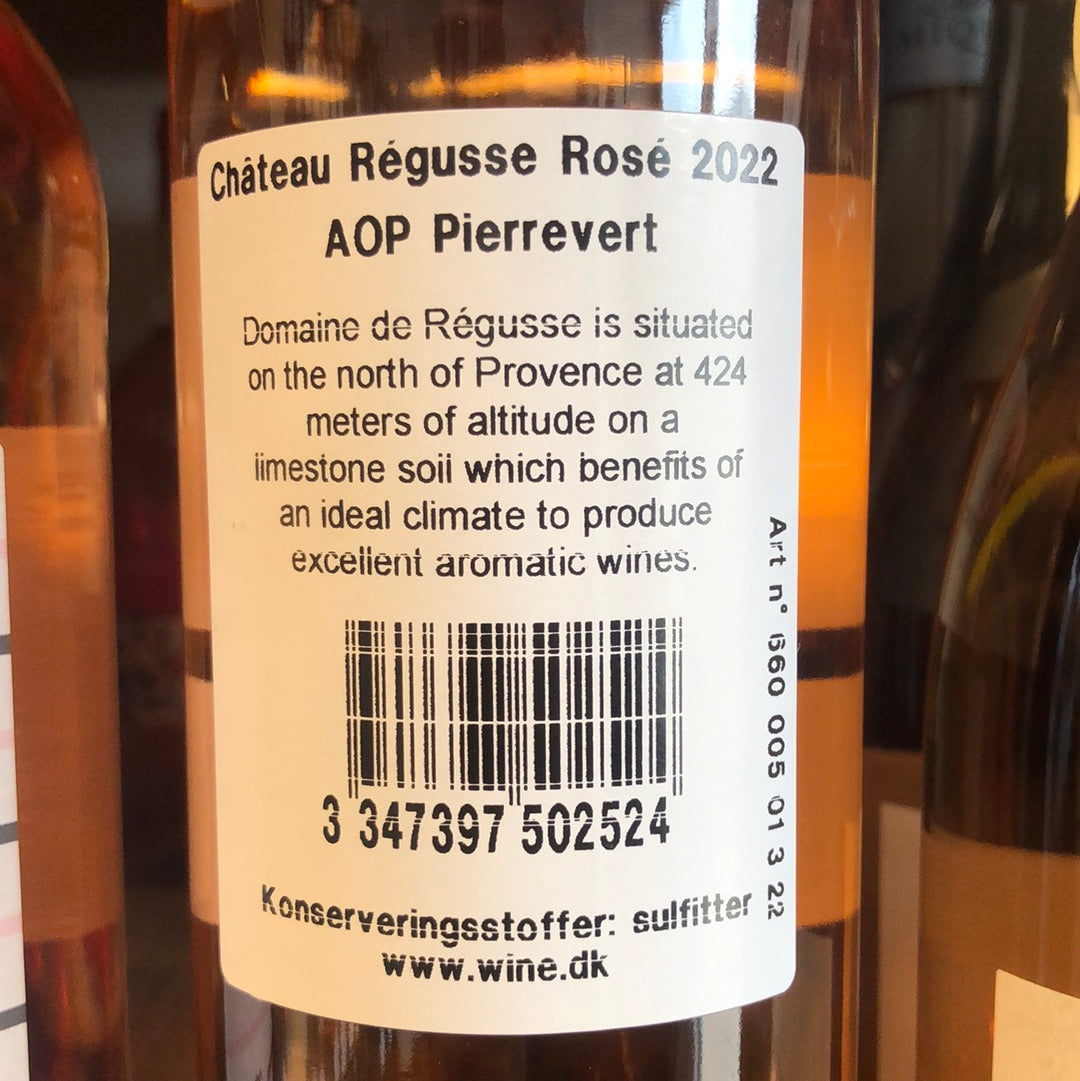 Château Régusse Rosé 2022
AOP Pierrevert
Domaine de Régusse is situated
on the north of Provence at 424
meters of altitude on a
limestone soil which benefits of
an ideal climate to produce
excellent aromatic wines.
3 347397 502524
Konserveringsstoffer: sulfitter
www.wine.dk
Art n° 660 005 01 3 22